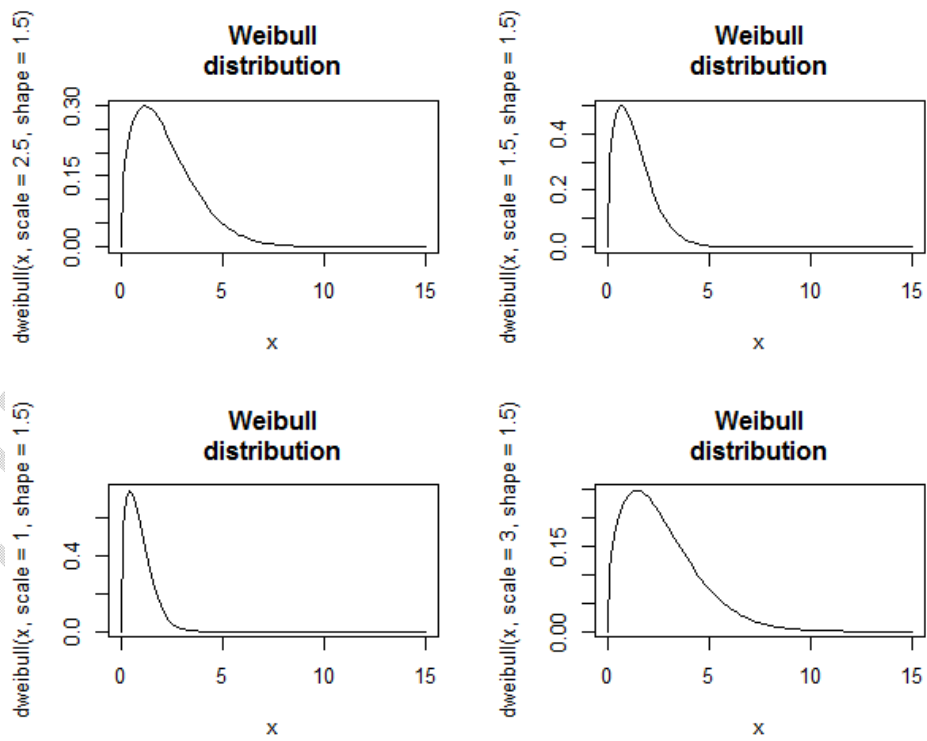 Weibull
distribution
dweibull(x, scale = 2.5, shape = 1.5)
0.30
0.15
0.00
0 5 10 15
x
Weibull
distribution
dweibull(x, scale = 1.5, shape = 1.5)
0.4
0.2
0.0
0 5 10 15
x
Weibull
distribution
dweibull(x, scale = 1, shape = 1.5)
0.4
0.0
0 5 10 15
x
Weibull
distribution
dweibull(x, scale = 3, shape = 1.5)
0.15
0.00
0 5 10 15
x